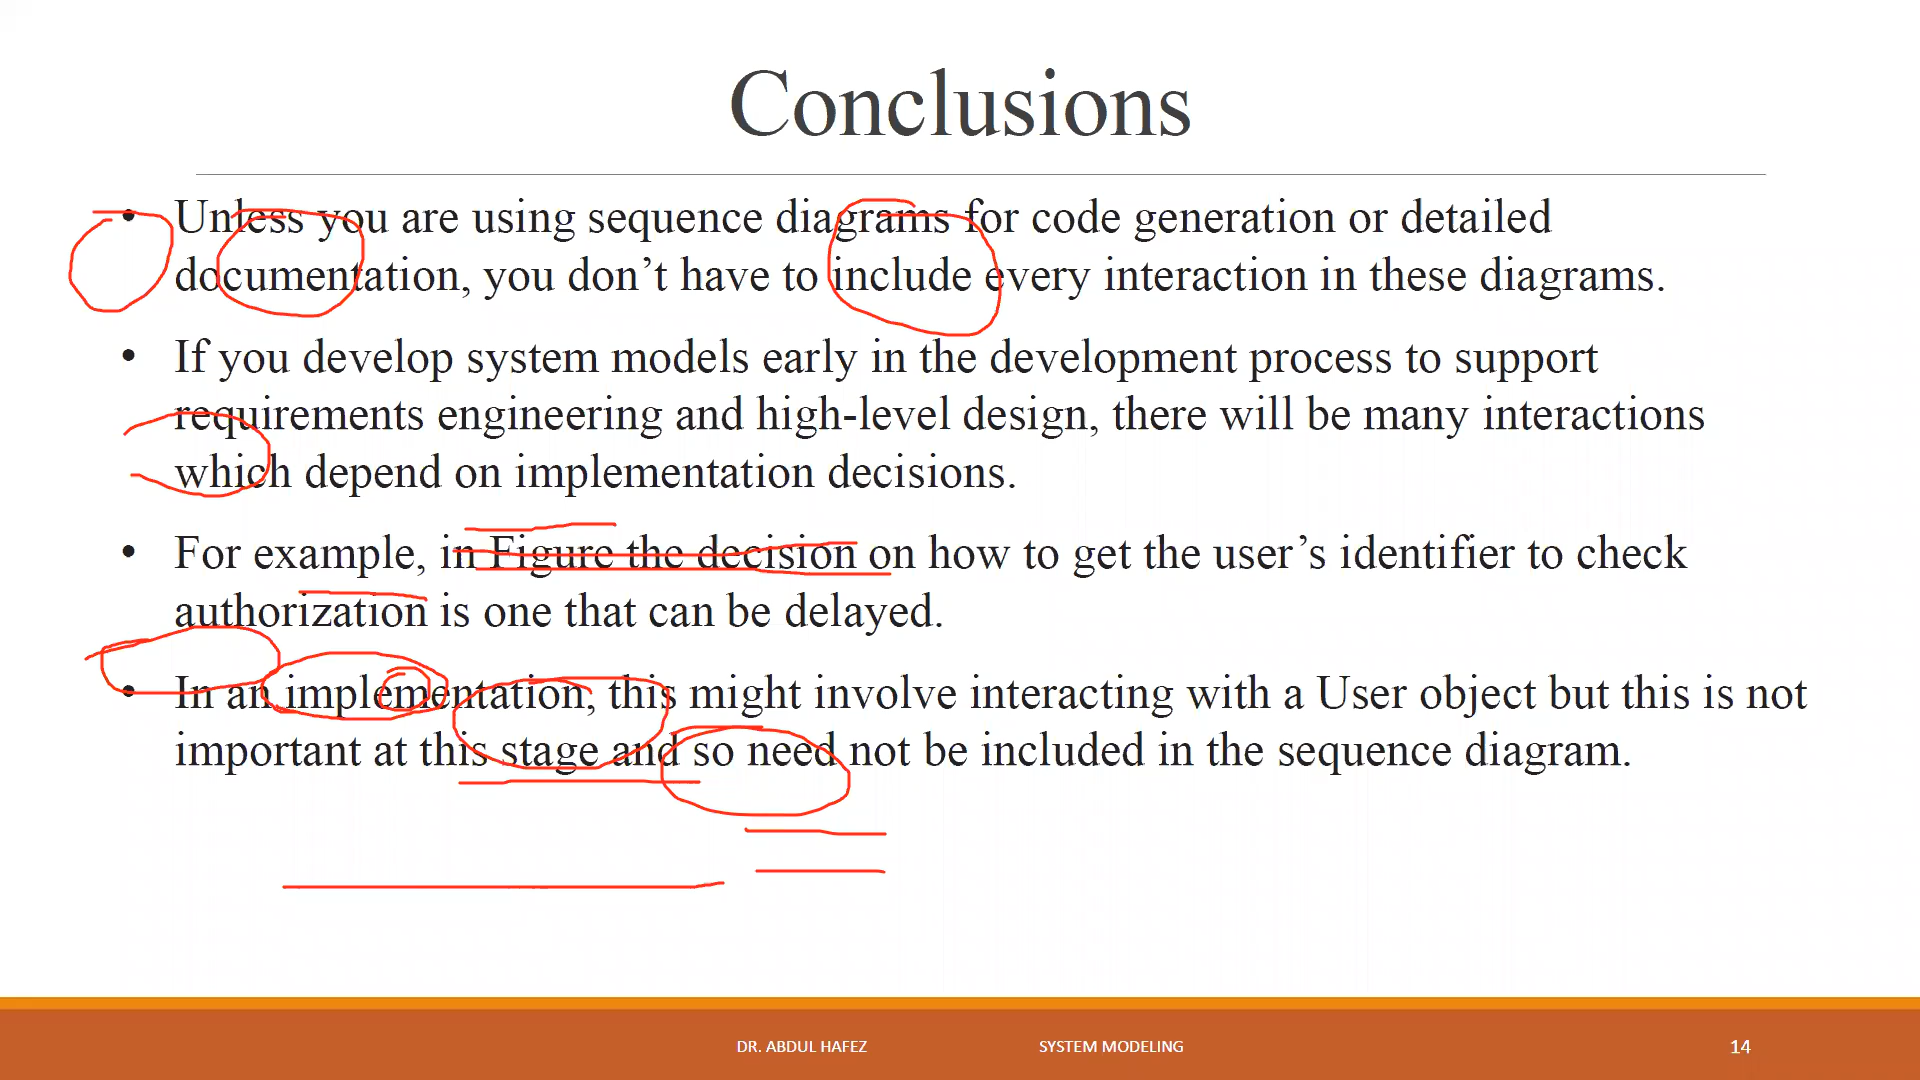 Conclusions
• Unless you are using sequence diagrams for code generation or detailed
documentation, you don’t have to include every interaction in these diagrams.
• If you develop system models early in the development process to support
requirements engineering and high-level design, there will be many interactions
which depend on implementation decisions.
• For example, in Figure the decision on how to get the user’s identifier to check
authorization is one that can be delayed.
• In an implementation, this might involve interacting with a User object but this is not
important at this stage and so need not be included in the sequence diagram.
DR. ABDUL HAFEZ SYSTEM MODELING 14